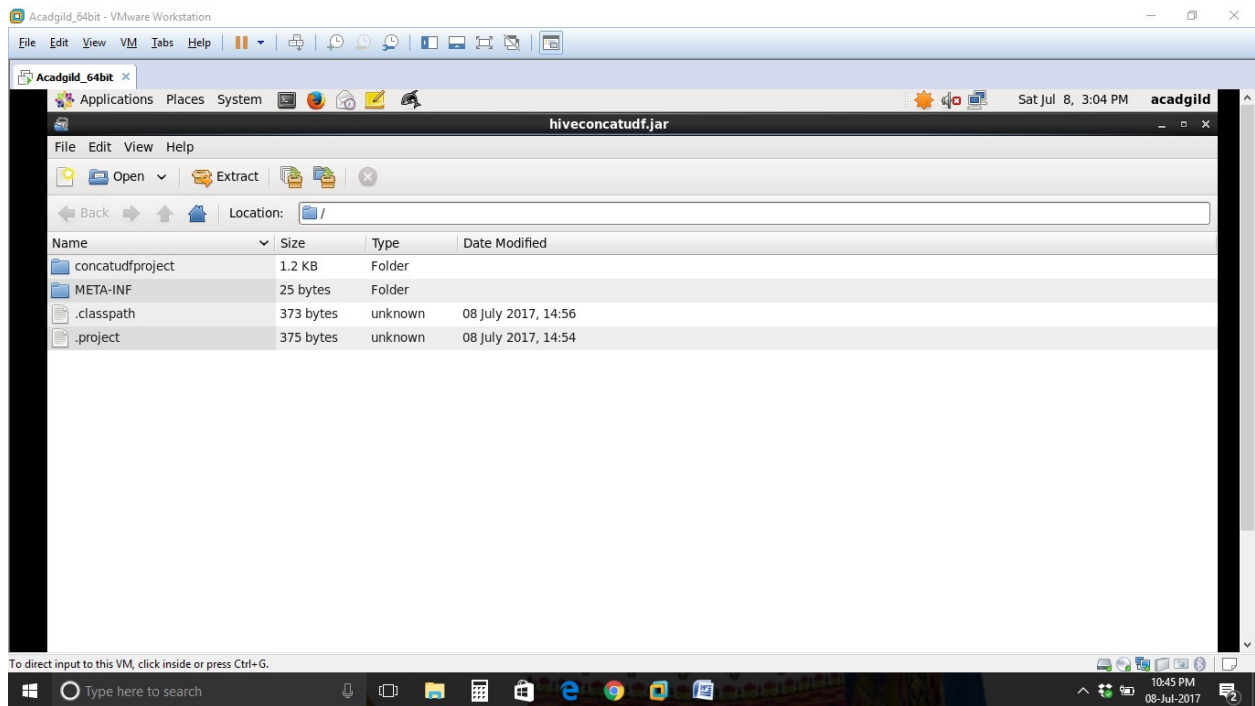 Acadgild_64bit - VMware Workstation
File Edit View VM Tabs Help
Acadgild_64bit
Applications Places System Sat Jul 8, 3:04 PM acadgild
hiveconcatudf.jar
File Edit View Help
Open Extract
Back Location: /
Name Size Type Date Modified
concatudfproject 1.2 KB Folder
META-INF 25 bytes Folder
.classpath 373 bytes unknown 08 July 2017, 14:56
.project 375 bytes unknown 08 July 2017, 14:54
To direct input to this VM, click inside or press Ctrl+G.
Type here to search
10:45 PM
08-Jul-2017
2